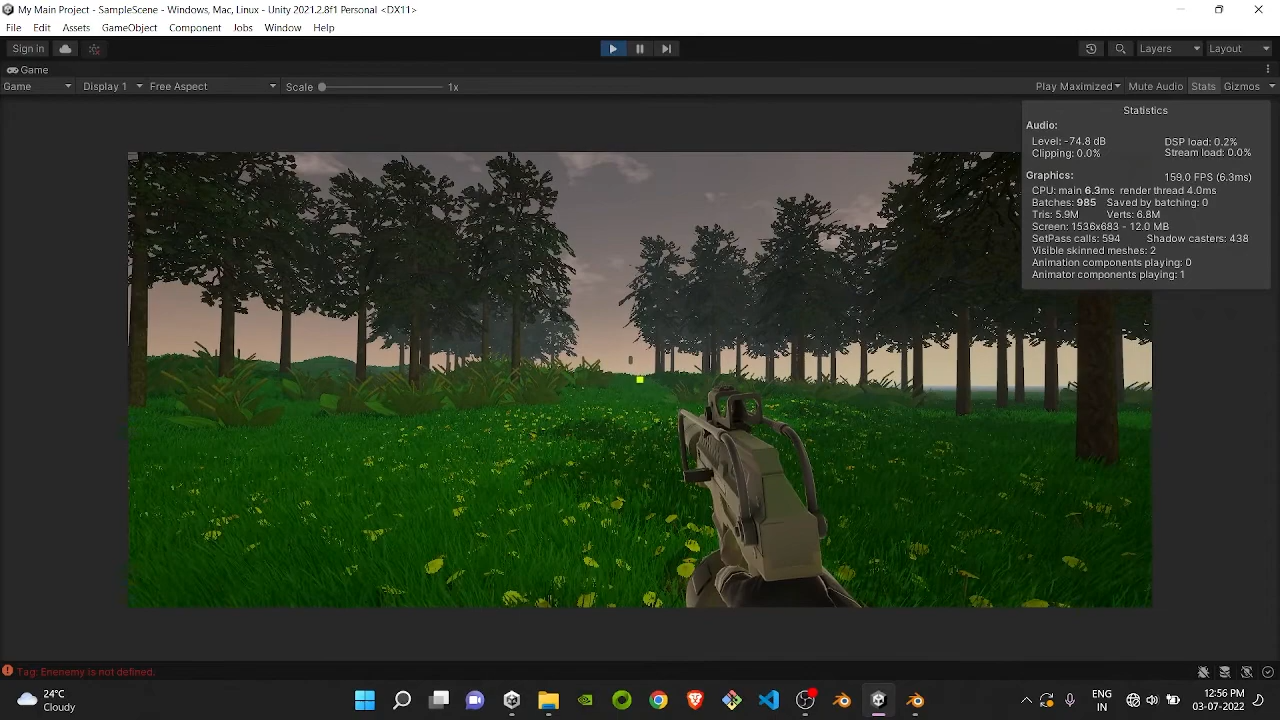 My Main Project - SampleScene - Windows, Mac, Linux - Unity 2021.2.8f1 Personal <DX11>
File Edit Assets GameObject Component Jobs Window Help
Sign in Layers Layout
Game
Game Display 1 Free Aspect Scale 1x Play Maximized Mute Audio Stats Gizmos
Statistics
Audio:
Level: -74.8 dB DSP load: 0.2%
Clipping: 0.0% Stream load: 0.0%
Graphics: 159.0 FPS (6.3ms)
CPU: main 6.3ms render thread 4.0ms
Batches: 985 Saved by batching: 0
Tris: 5.9M Verts: 6.8M
Screen: 1536x683 - 12.0 MB
SetPass calls: 594 Shadow casters: 438
Visible skinned meshes: 2
Animation components playing: 0
Animator components playing: 1
Tag: Enenemy is not defined.
24°C
Cloudy
ENG
IN
12:56 PM
03-07-2022